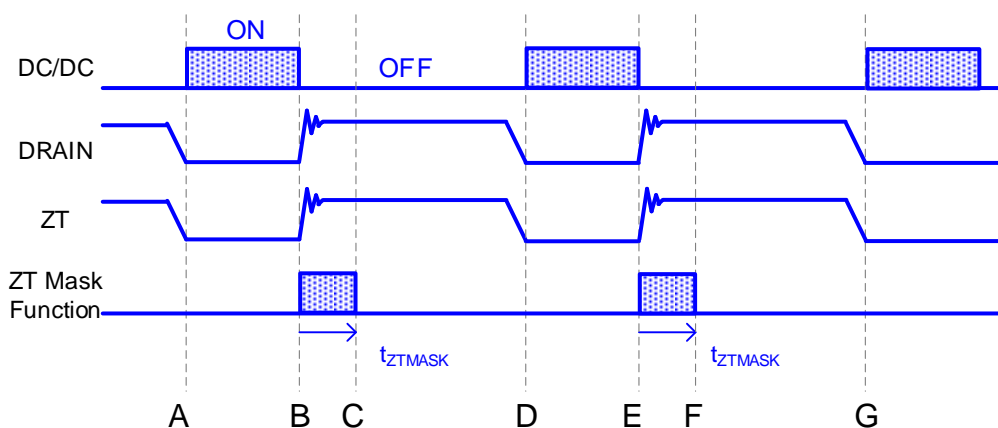 ON
DC/DC
OFF
DRAIN
ZT
ZT Mask
Function
tZTMASK
tZTMASK
A B C D E F G